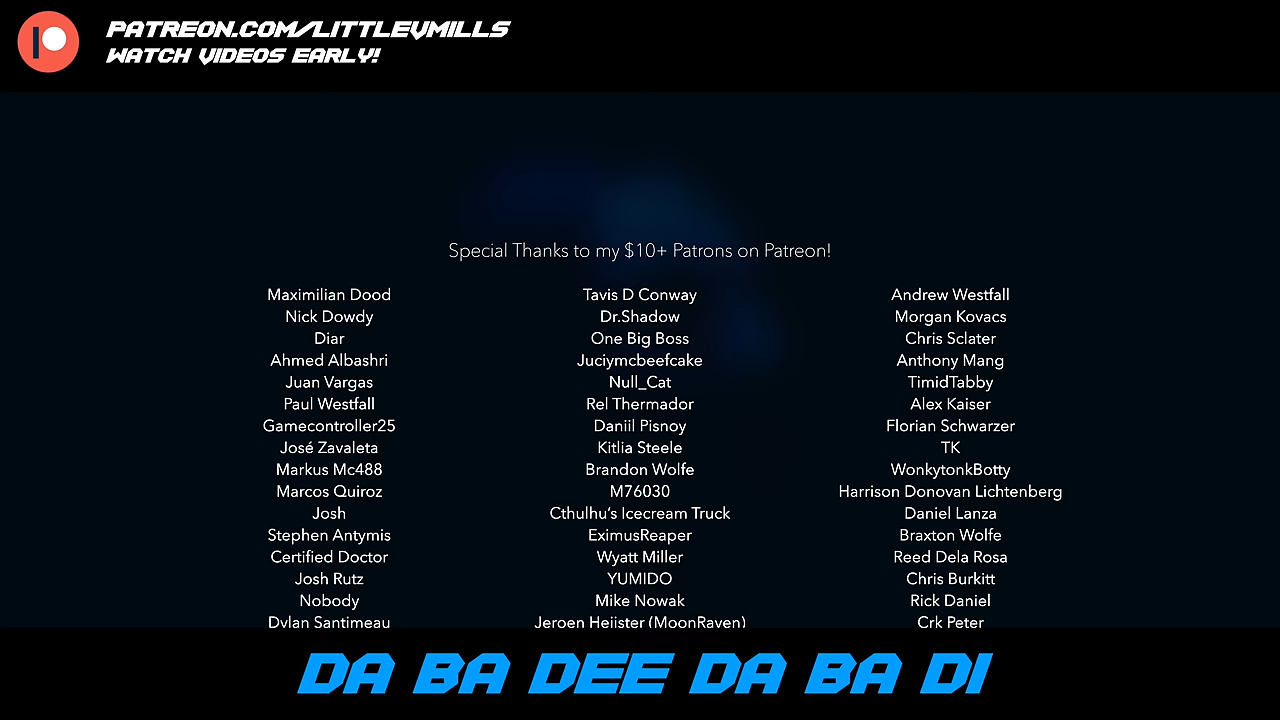 PATREON.COM/LITTLEVMILLS
WATCH VIDEOS EARLY!
Special Thanks to my $10+ Patrons on Patreon!
Maximilian Dood
Nick Dowdy
Diar
Ahmed Albashri
Juan Vargas
Paul Westfall
Gamecontroller25
José Zavaleta
Markus Mc488
Marcos Quiroz
Josh
Stephen Antymis
Certified Doctor
Josh Rutz
Nobody
Dylan Santimeau
Tavis D Conway
Dr.Shadow
One Big Boss
Juciymcbeefcake
Null_Cat
Rel Thermador
Daniil Pisnoy
Kitlia Steele
Brandon Wolfe
M76030
Cthulhu’s Icecream Truck
EximusReaper
Wyatt Miller
YUMIDO
Mike Nowak
Jeroen Heijster (MoonRaven)
Andrew Westfall
Morgan Kovacs
Chris Sclater
Anthony Mang
TimidTabby
Alex Kaiser
Florian Schwarzer
TK
WonkytonkBotty
Harrison Donovan Lichtenberg
Daniel Lanza
Braxton Wolfe
Reed Dela Rosa
Chris Burkitt
Rick Daniel
Crk Peter
DA BA DEE DA BA DI